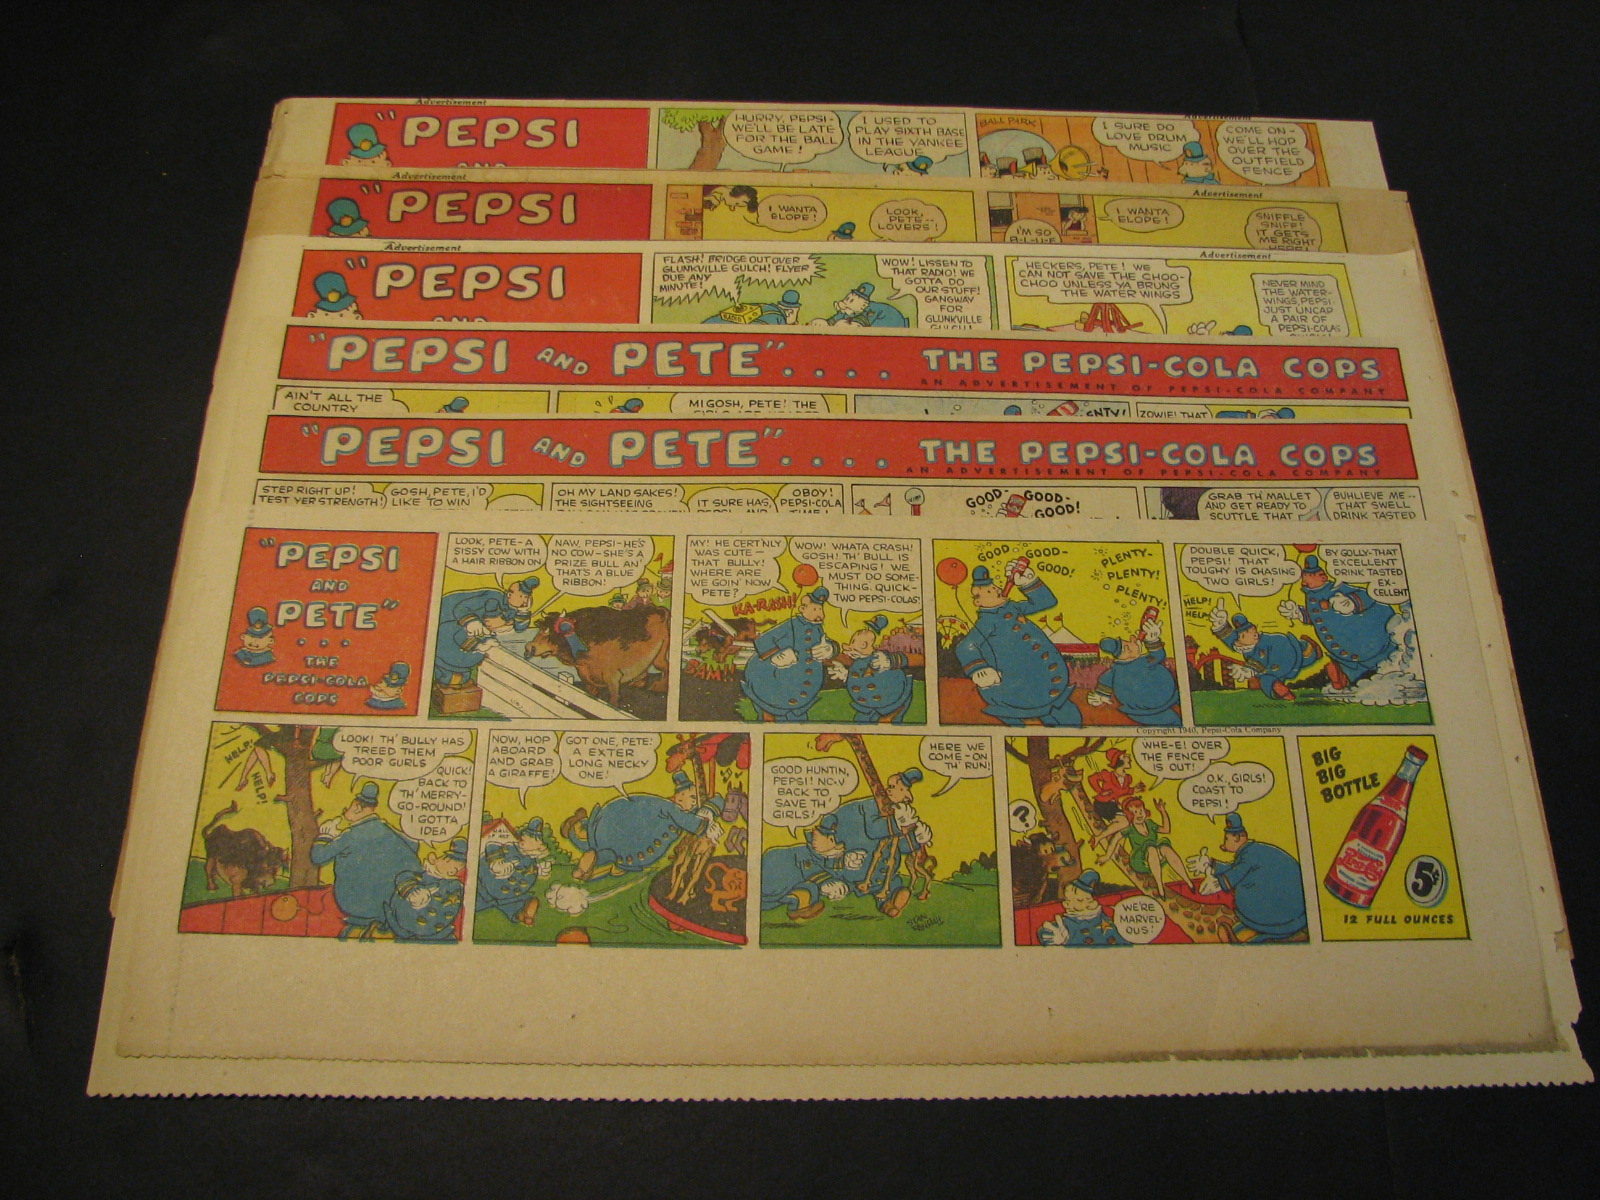 Advertisement
Advertisement
"PEPSI
AND
HURRY, PEPSI-
WE'LL BE LATE
FOR THE BALL
GAME!
I USED TO
PLAY SIXTH BASE
IN THE YANKEE
LEAGUE
BALL PARK
I SURE DO
LOVE DRUM
MUSIC
COME ON-
WE'LL HOP
OVER THE
OUTFIELD
FENCE
Advertisement
Advertisement
"PEPSI
I WANTA
ELOPE!
LOOK,
PETE--
LOVERS!
I'M SO
B-L-U-E
I WANTA
ELOPE!
SNIFFLE
SNIFF!
IT GETS
ME RIGHT
HERE!
Advertisement
Advertisement
"PEPSI
AND
FLASH! BRIDGE OUT OVER
GLUNKVILLE GULCH! FLYER
DUE ANY
MINUTE!
RADIO
WOW! LISSEN TO
THAT RADIO! WE
GOTTA DO
OUR STUFF!
GANGWAY
FOR
GLUNKVILLE
GULCH!
HECKERS, PETE! WE
CAN NOT SAVE THE CHOO-
CHOO UNLESS YA BRUNG
THE WATER WINGS
NEVER MIND
THE WATER-
WINGS, PEPSI-
JUST UNCAP
A PAIR OF
PEPSI-COLAS
"PEPSI AND PETE".... THE PEPSI-COLA COPS
AN ADVERTISEMENT OF PEPSI-COLA COMPANY
AIN'T ALL THE
COUNTRY
MIGOSH, PETE! THE
ENTY!
ZOWIE! THAT
"PEPSI AND PETE".... THE PEPSI-COLA COPS
AN ADVERTISEMENT OF PEPSI-COLA COMPANY
STEP RIGHT UP!
TEST YER STRENGTH!
GOSH, PETE, I'D
LIKE TO WIN
OH MY LAND SAKES!
THE SIGHTSEEING
IT SURE HAS,
OBOY!
PEPSI-COLA
TIME!
GOOD-
GOOD-
GOOD!
GRAB TH' MALLET
AND GET READY TO
SCUTTLE THAT
BUHLIEVE ME--
THAT SWELL
DRINK TASTED
"PEPSI
AND
PETE"
...
THE
PEPSI-COLA
COPS
LOOK, PETE-A
SISSY COW WITH
A HAIR RIBBON ON
NAW, PEPSI-HE'S
NO COW-SHE'S A
PRIZE BULL AN'
THAT'S A BLUE
RIBBON!
MY! HE CERT'NLY
WAS CUTE-
THAT BULLY!
WHERE ARE
WE GOIN' NOW
PETE?
WOW! WHATA CRASH!
GOSH! TH' BULL IS
ESCAPING! WE
MUST DO SOME-
THING. QUICK-
TWO PEPSI-COLAS!
KA-RASH!
BAM!
GOOD
GOOD-
GOOD!
PLENTY-
PLENTY!
PLENTY!
DOUBLE QUICK,
PEPSI! THAT
TOUGHY IS CHASING
TWO GIRLS!
BY GOLLY-THAT
EXCELLENT
DRINK TASTED
EX-
CELLENT
HELP!
HELP!
Copyright 1940, Pepsi-Cola Company
HELP!
HELP!
LOOK! TH' BULLY HAS
TREED THEM
POOR GURLS
QUICK!
BACK TO
TH' MERRY-
GO-ROUND!
I GOTTA
IDEA
NOW, HOP
ABOARD
AND GRAB
A GIRAFFE!
GOT ONE, PETE!
A EXTER
LONG NECKY
ONE!
GOOD HUNTIN,
PEPSI! NOW
BACK TO
SAVE TH'
GIRLS!
HERE WE
COME-ON
TH' RUN!
STAN
RANDALL
WHE-E! OVER
THE FENCE
IS OUT!
O.K. GIRLS!
COAST TO
PEPSI!
?
WE'RE
MARVEL-
OUS!
BIG
BIG
BOTTLE
5¢
12 FULL OUNCES